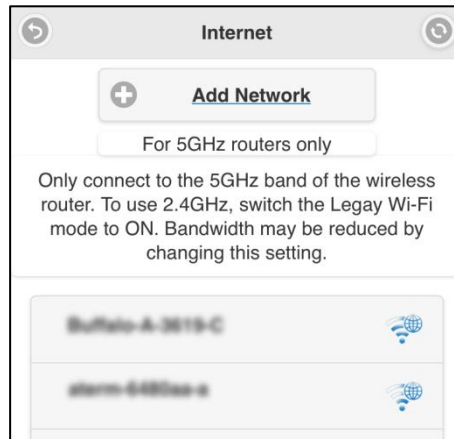 Internet
Add Network
For 5GHz routers only
Only connect to the 5GHz band of the wireless
router. To use 2.4GHz, switch the Legay Wi-Fi
mode to ON. Bandwidth may be reduced by
changing this setting.